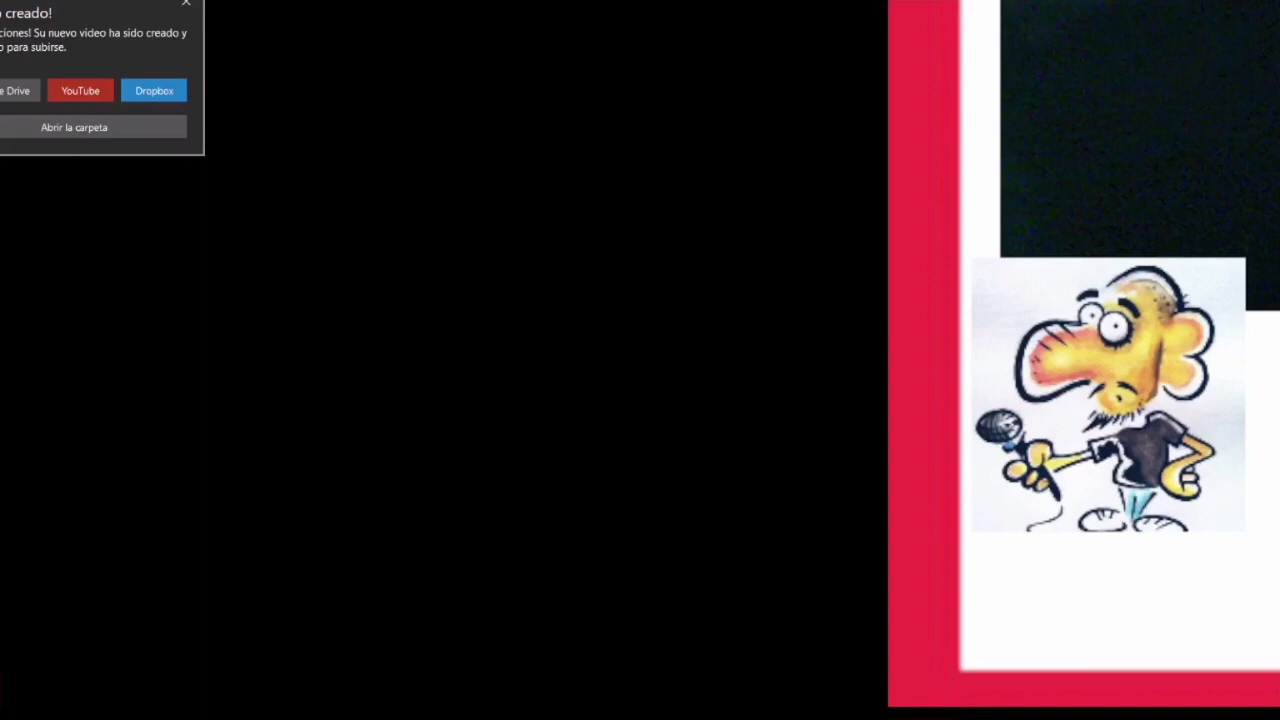 creado!
ciones! Su nuevo video ha sido creado y
o para subirse.
e Drive
YouTube
Dropbox
Abrir la carpeta